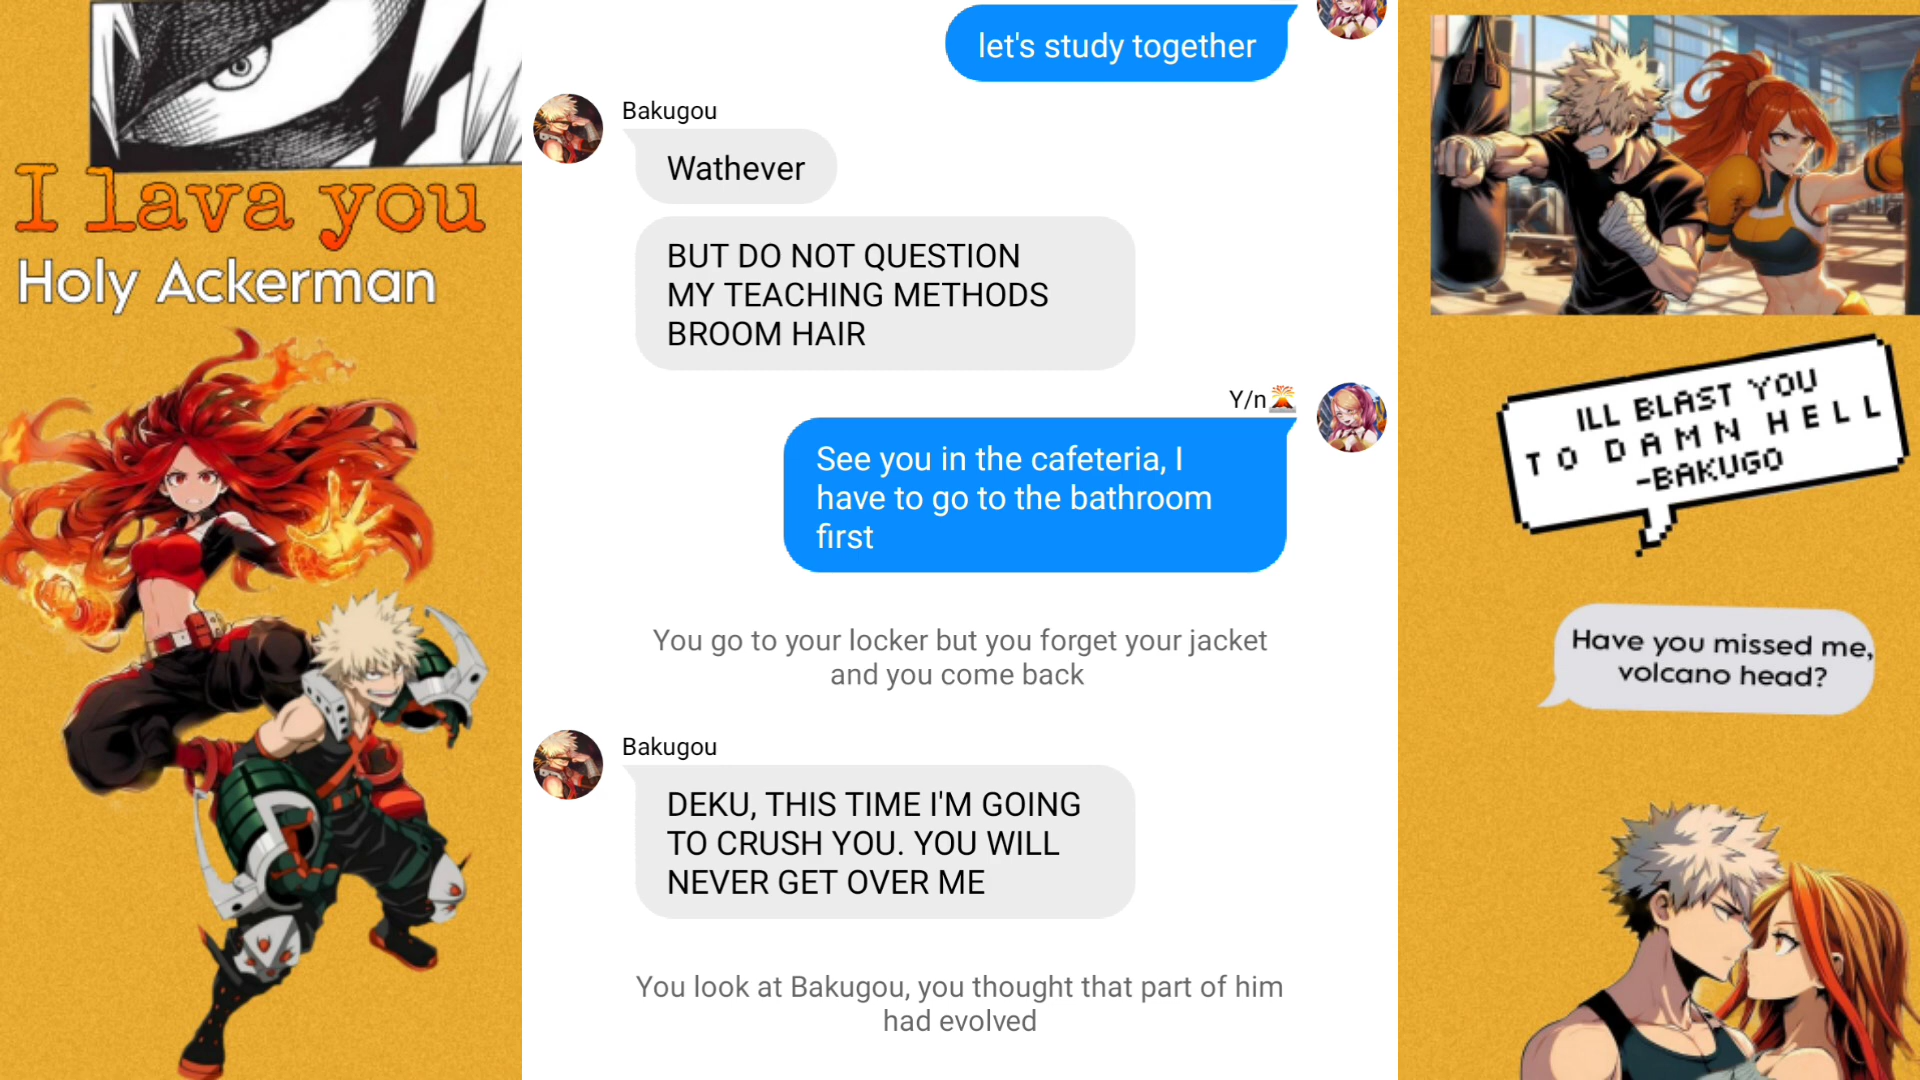 I lava you
Holy Ackerman
let's study together
Bakugou
Wathever
BUT DO NOT QUESTION
MY TEACHING METHODS
BROOM HAIR
Y/n🌋
See you in the cafeteria, I
have to go to the bathroom
first
You go to your locker but you forget your jacket
and you come back
Bakugou
DEKU, THIS TIME I'M GOING
TO CRUSH YOU. YOU WILL
NEVER GET OVER ME
You look at Bakugou, you thought that part of him
had evolved
ILL BLAST YOU
TO DAMN HELL
-BAKUGO
Have you missed me,
volcano head?